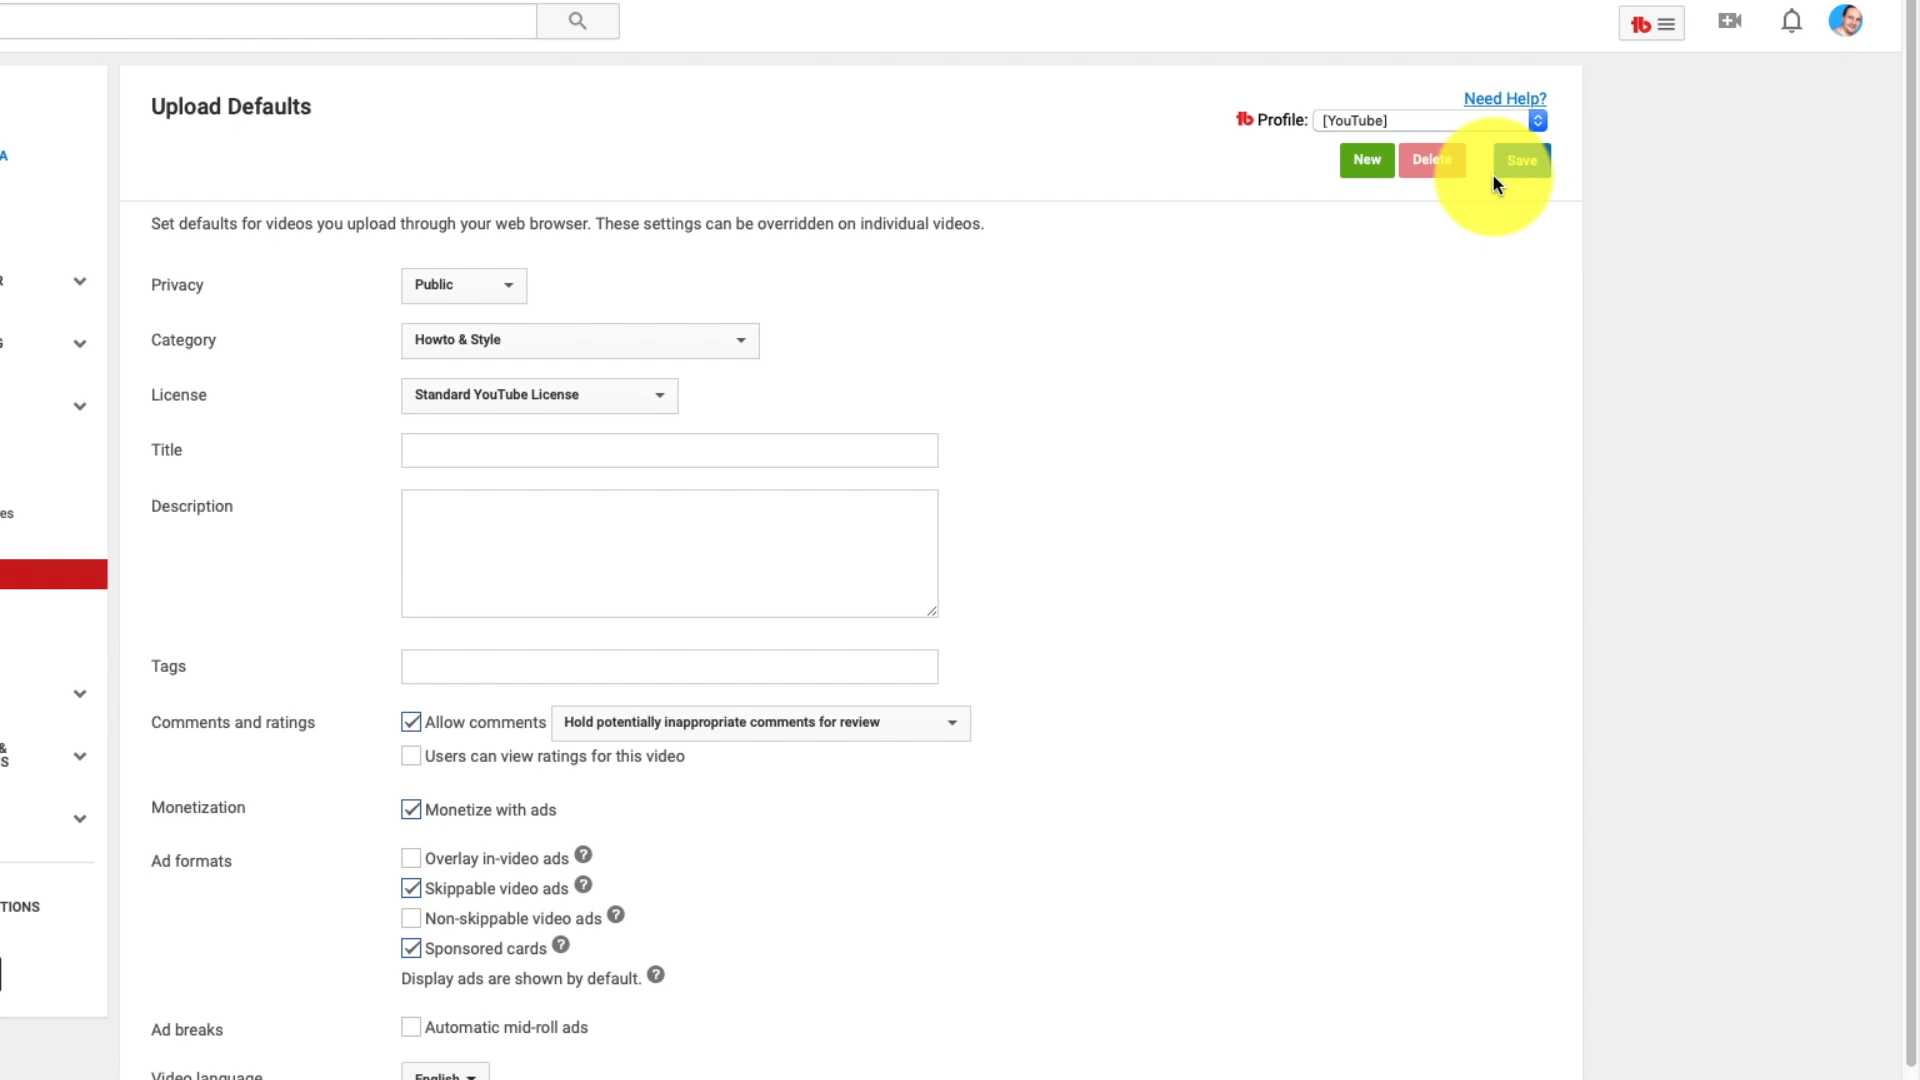 Upload Defaults
Need Help?
Profile: [YouTube]
New Delete Save
Set defaults for videos you upload through your web browser. These settings can be overridden on individual videos.
A
R
Privacy Public
Category Howto & Style
G
License Standard YouTube License
Title
Description
es
Tags
Comments and ratings Allow comments Hold potentially inappropriate comments for review
Users can view ratings for this video
&
S
Monetization Monetize with ads
Ad formats Overlay in-video ads ?
Skippable video ads ?
TIONS
Non-skippable video ads ?
Sponsored cards ?
Display ads are shown by default. ?
Ad breaks Automatic mid-roll ads
Video language English